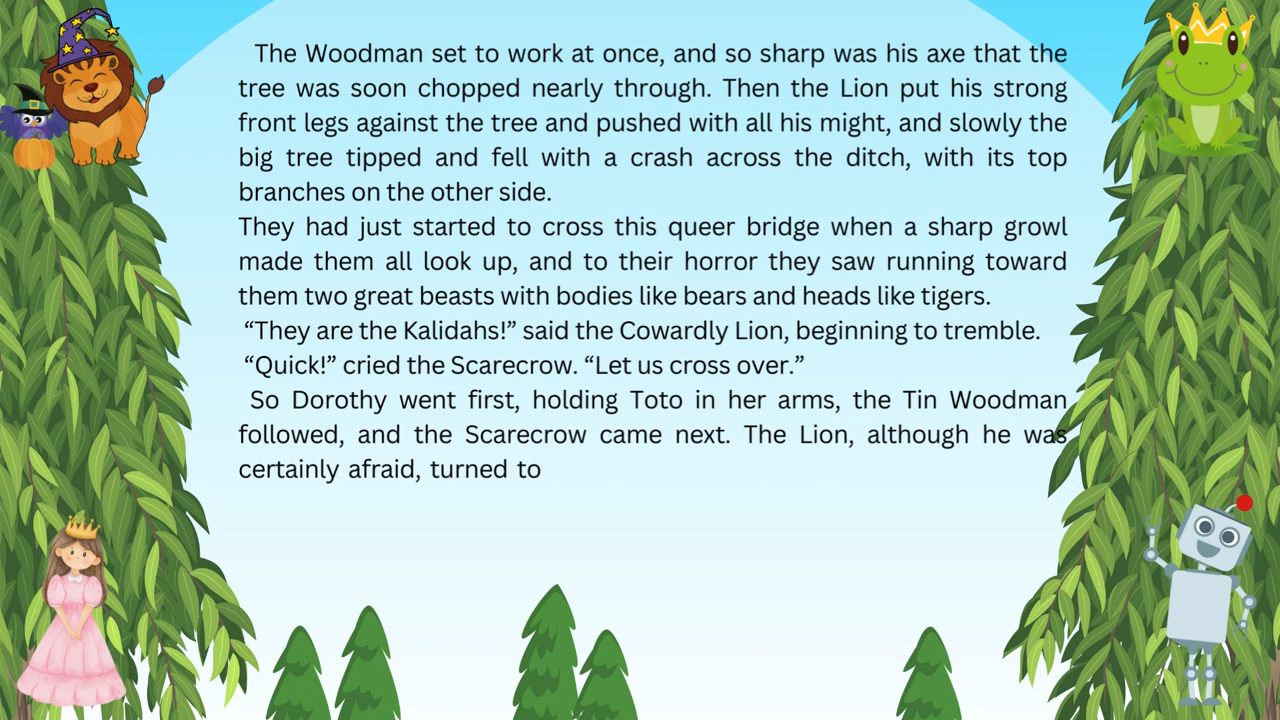 The Woodman set to work at once, and so sharp was his axe that the
tree was soon chopped nearly through. Then the Lion put his strong
front legs against the tree and pushed with all his might, and slowly the
big tree tipped and fell with a crash across the ditch, with its top
branches on the other side.
They had just started to cross this queer bridge when a sharp growl
made them all look up, and to their horror they saw running toward
them two great beasts with bodies like bears and heads like tigers.
“They are the Kalidahs!” said the Cowardly Lion, beginning to tremble.
“Quick!” cried the Scarecrow. “Let us cross over.”
So Dorothy went first, holding Toto in her arms, the Tin Woodman
followed, and the Scarecrow came next. The Lion, although he was
certainly afraid, turned to